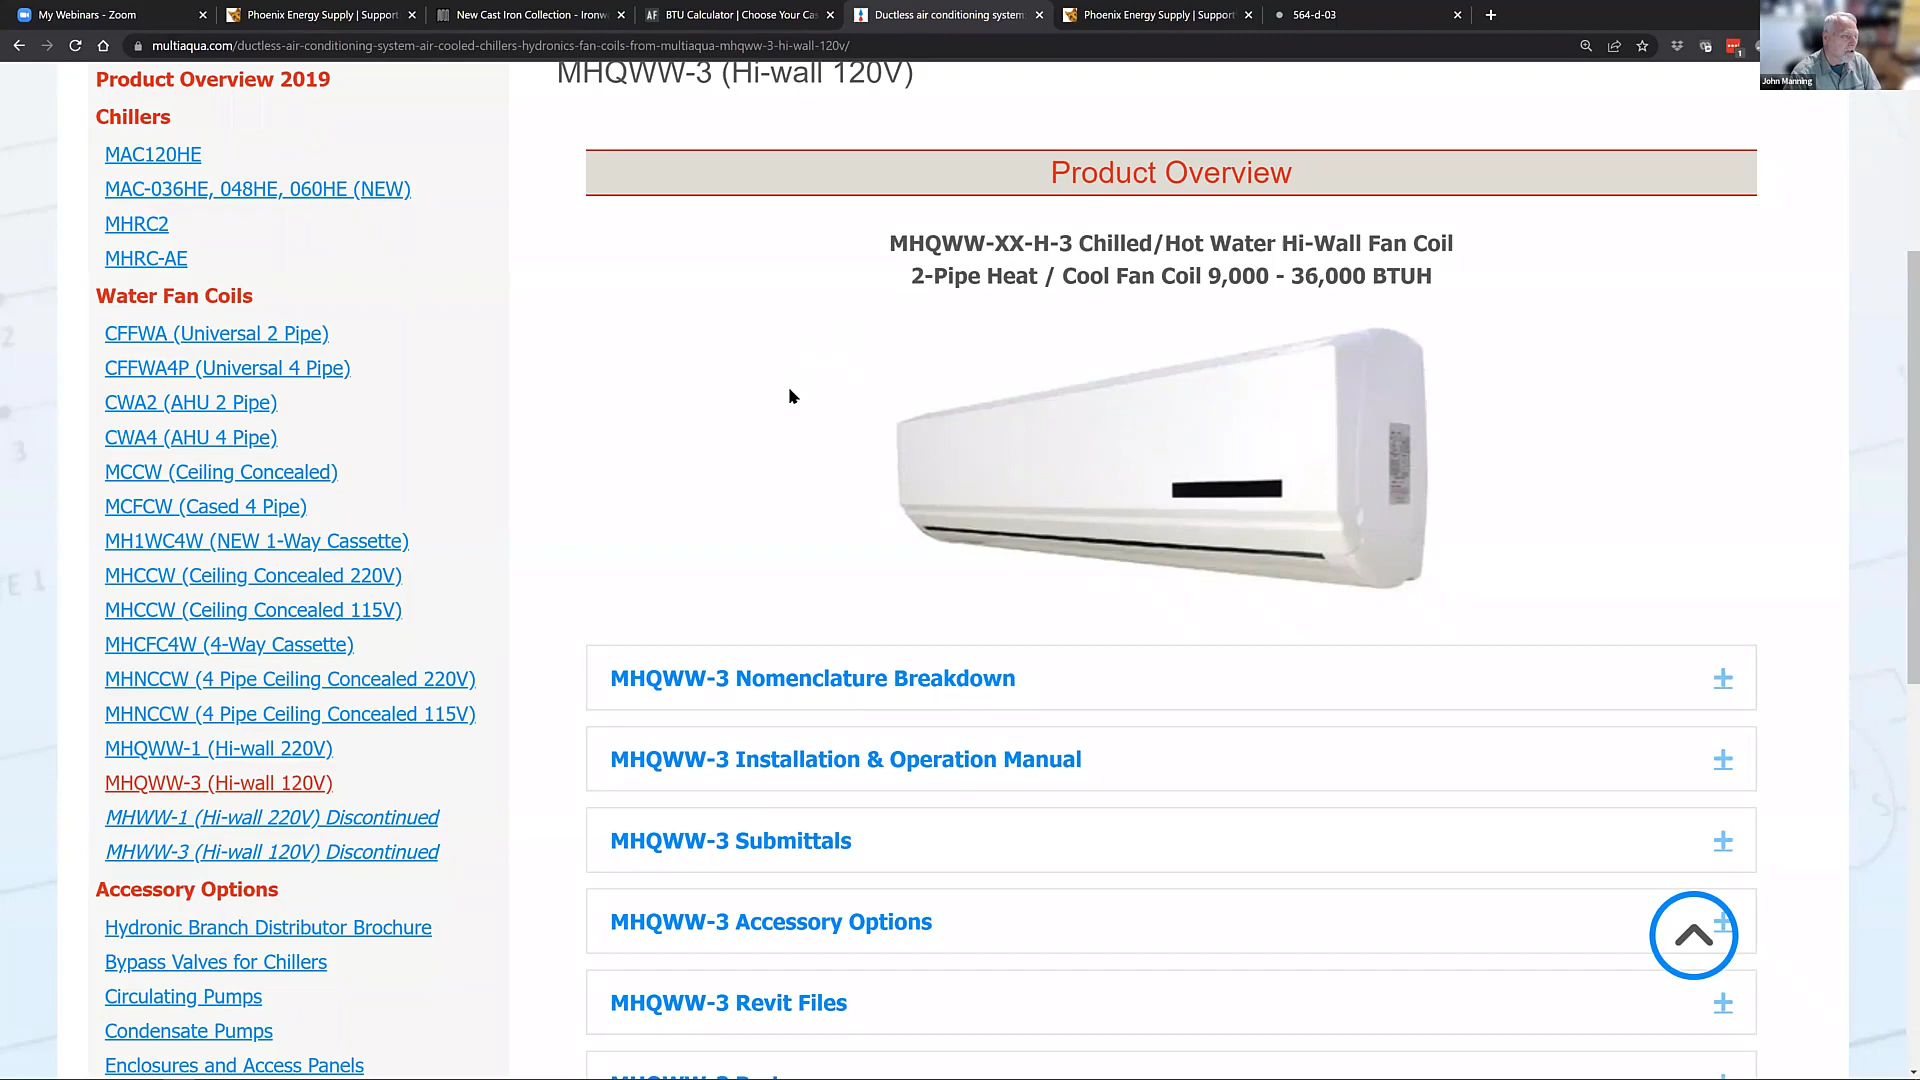 My Webinars - Zoom
Phoenix Energy Supply | Support
New Cast Iron Collection - Ironw
BTU Calculator | Choose Your Cas
Ductless air conditioning system
Phoenix Energy Supply | Support
564-d-03
multiaqua.com/ductless-air-conditioning-system-air-cooled-chillers-hydronics-fan-coils-from-multiaqua-mhqww-3-hi-wall-120v/
John Manning
MHQWW-3 (Hi-wall 120V)
Product Overview 2019
Chillers
MAC120HE
MAC-036HE, 048HE, 060HE (NEW)
MHRC2
MHRC-AE
Water Fan Coils
CFFWA (Universal 2 Pipe)
CFFWA4P (Universal 4 Pipe)
CWA2 (AHU 2 Pipe)
CWA4 (AHU 4 Pipe)
MCCW (Ceiling Concealed)
MCFCW (Cased 4 Pipe)
MH1WC4W (NEW 1-Way Cassette)
MHCCW (Ceiling Concealed 220V)
MHCCW (Ceiling Concealed 115V)
MHCFC4W (4-Way Cassette)
MHNCCW (4 Pipe Ceiling Concealed 220V)
MHNCCW (4 Pipe Ceiling Concealed 115V)
MHQWW-1 (Hi-wall 220V)
MHQWW-3 (Hi-wall 120V)
MHWW-1 (Hi-wall 220V) Discontinued
MHWW-3 (Hi-wall 120V) Discontinued
Accessory Options
Hydronic Branch Distributor Brochure
Bypass Valves for Chillers
Circulating Pumps
Condensate Pumps
Enclosures and Access Panels
Product Overview
MHQWW-XX-H-3 Chilled/Hot Water Hi-Wall Fan Coil
2-Pipe Heat / Cool Fan Coil 9,000 - 36,000 BTUH
MHQWW-3 Nomenclature Breakdown
MHQWW-3 Installation & Operation Manual
MHQWW-3 Submittals
MHQWW-3 Accessory Options
MHQWW-3 Revit Files